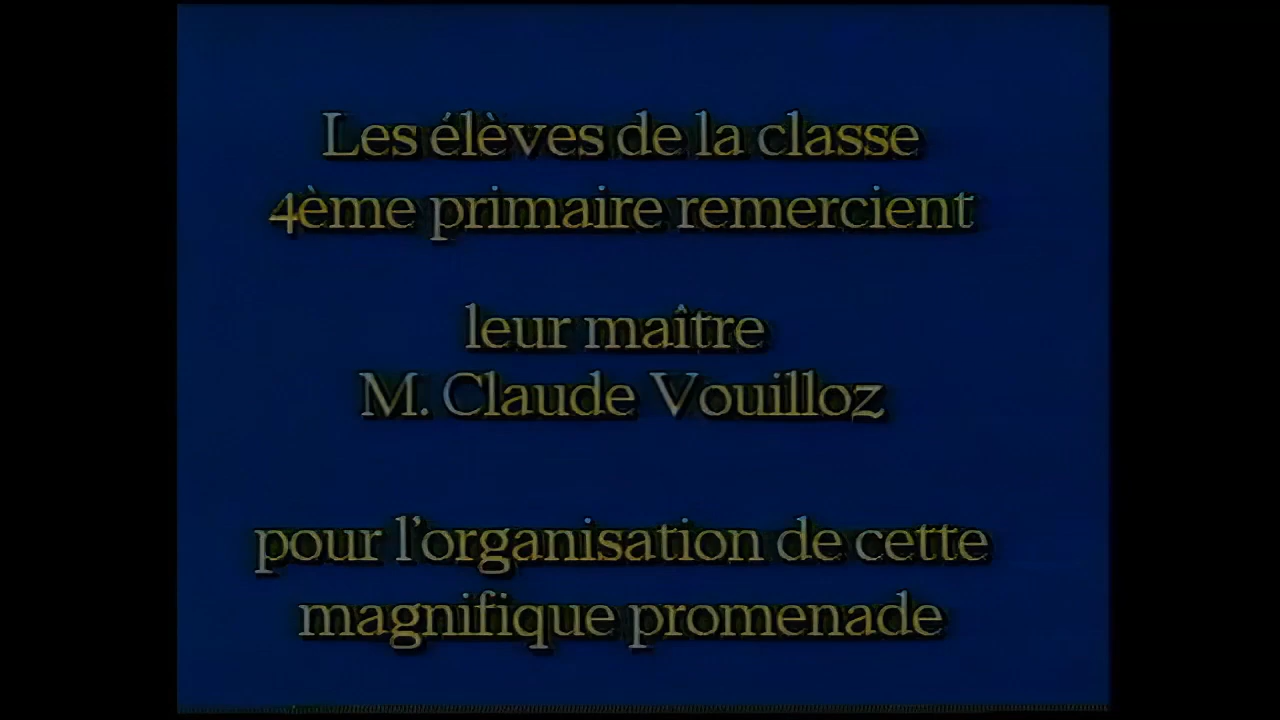 Les élèves de la classe
4ème primaire remercient
leur maître
M. Claude Vouilloz
pour l'organisation de cette
magnifique promenade